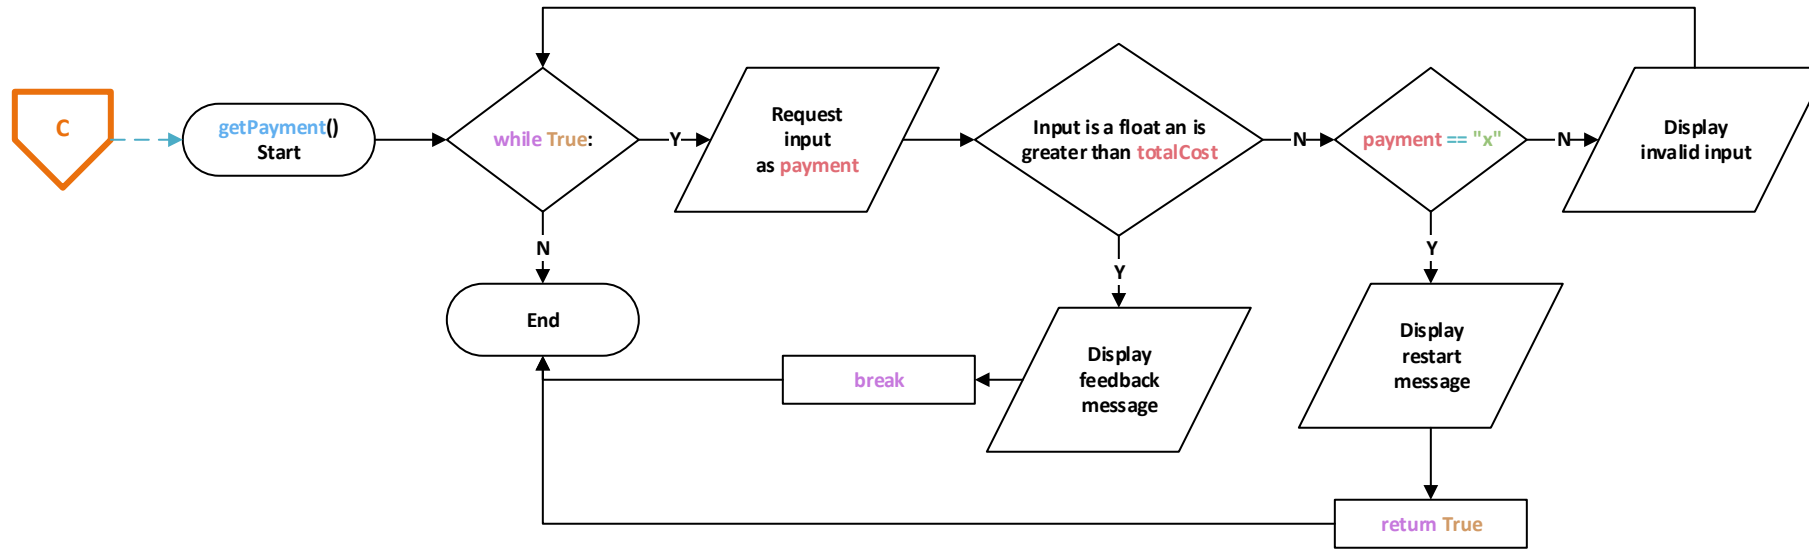 C
getPayment()
Start
while True:
Y
Request
input
as payment
Input is a float an is
greater than totalCost
N
payment == "x"
N
Display
invalid input
N
Y
Y
End
Display
feedback
message
break
Display
restart
message
return True